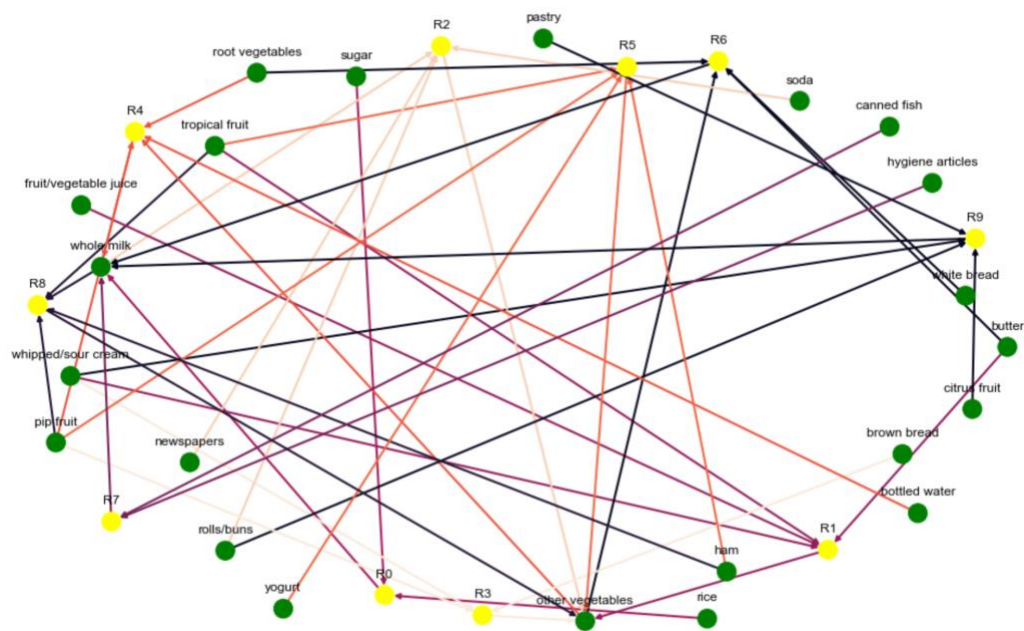 pastry
R2
R6
R5
root vegetables
sugar
soda
canned fish
R4
tropical fruit
hygiene articles
fruit/vegetable juice
R9
whole milk
white bread
R8
butter
whipped/sour cream
citrus fruit
pip fruit
brown bread
newspapers
bottled water
R7
R1
rolls/buns
ham
R0
yogurt
R3
other vegetables
rice